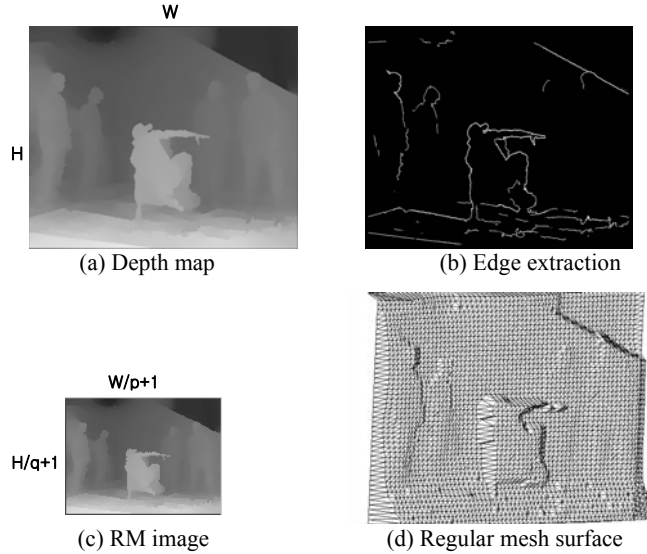 W
H
(a) Depth map
(b) Edge extraction
W/p+1
H/q+1
(c) RM image
(d) Regular mesh surface